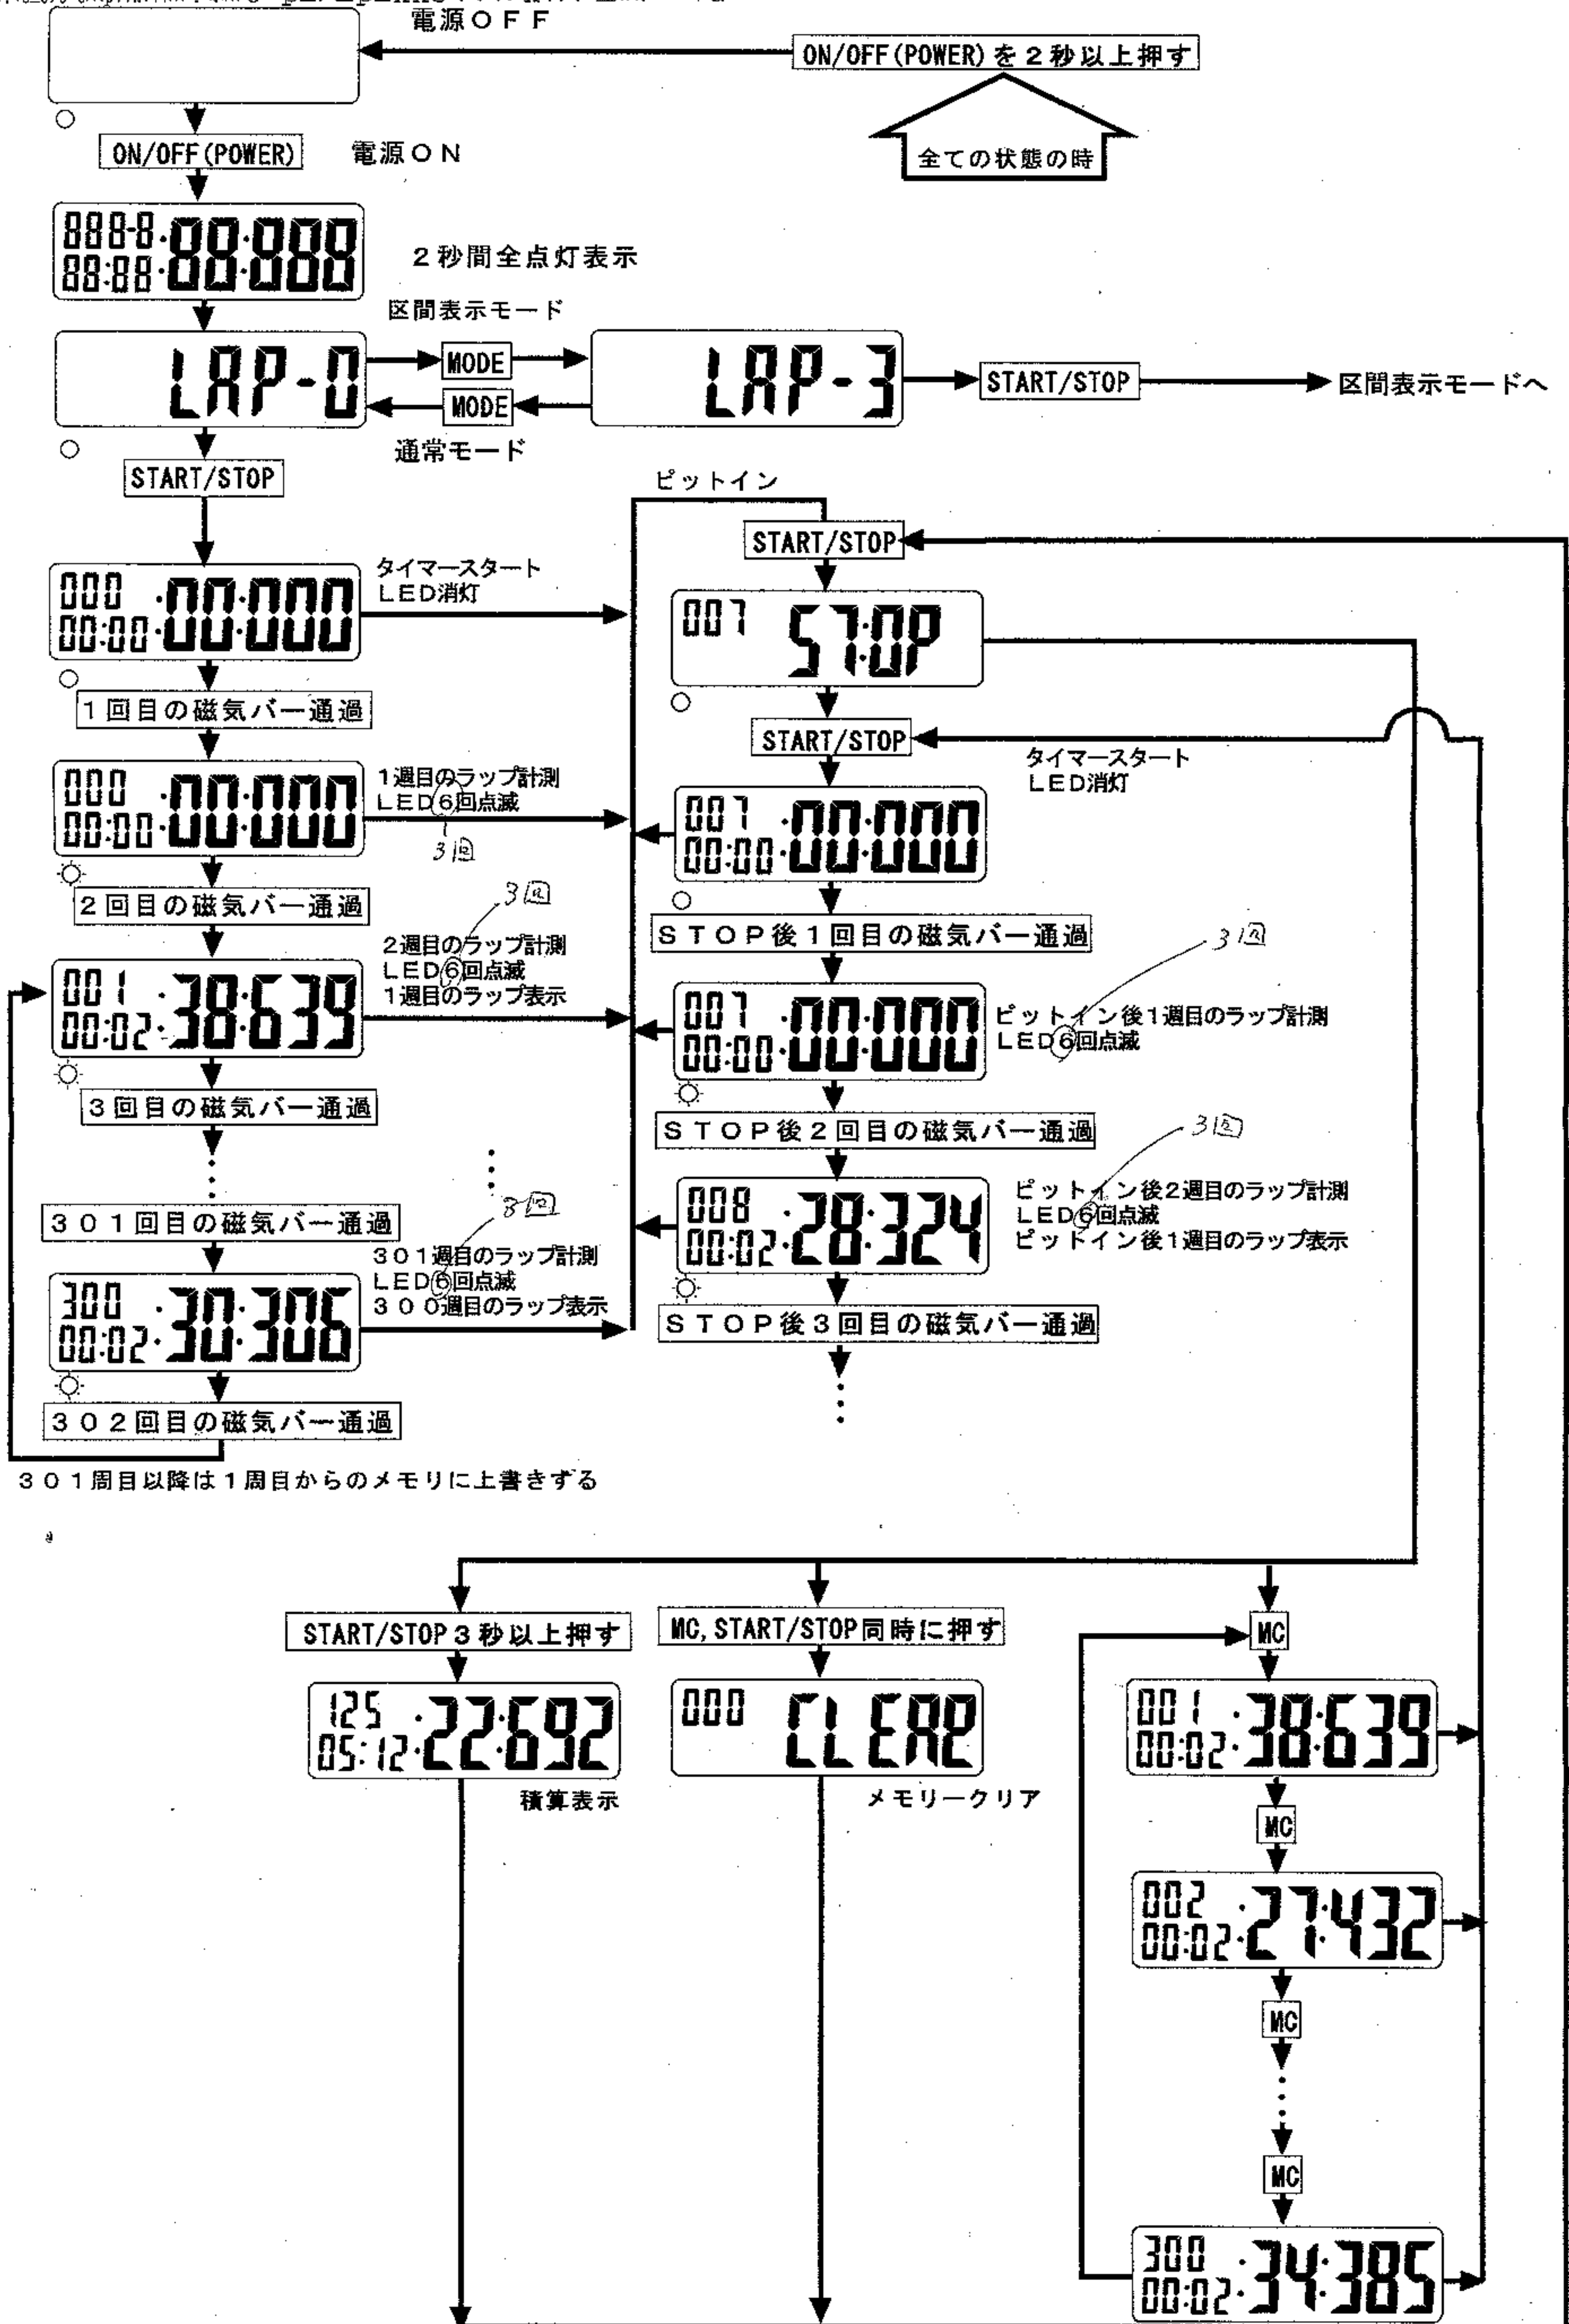 電源ＯＦＦ
ON/OFF(POWER)を２秒以上押す
全ての状態の時
ON/OFF(POWER)
電源ＯＮ
888-8.88.888
88:88
２秒間全点灯表示
区間表示モード
LAP-0
MODE
MODE
LAP-3
START/STOP
区間表示モードへ
通常モード
START/STOP
ピットイン
START/STOP
000 .00.000
00:00
タイマースタート
LED消灯
007 ST:OP
１回目の磁気バー通過
START/STOP
タイマースタート
LED消灯
000 .00.000
00:00
1週目のラップ計測
LED6回点滅
3回
007 .00.000
00:00
２回目の磁気バー通過
3回
2週目のラップ計測
LED6回点滅
1週目のラップ表示
ＳＴＯＰ後１回目の磁気バー通過
3回
001 .38.639
00:02
007 .00.000
00:00
ピットイン後1週目のラップ計測
LED6回点滅
３回目の磁気バー通過
ＳＴＯＰ後２回目の磁気バー通過
3回
３０１回目の磁気バー通過
3回
301週目のラップ計測
LED6回点滅
３００週目のラップ表示
008 .28.324
00:02
ピットイン後2週目のラップ計測
LED6回点滅
ピットイン後1週目のラップ表示
300 .30.306
00:02
ＳＴＯＰ後３回目の磁気バー通過
３０２回目の磁気バー通過
３０１周目以降は１周目からのメモリに上書きずる
START/STOP３秒以上押す
MC,START/STOP同時に押す
MC
125 .22.692
05:12
積算表示
000 CLEAR
メモリークリア
001 .38.639
00:02
MC
002 .27.432
00:02
MC
MC
300 .34.385
00:02